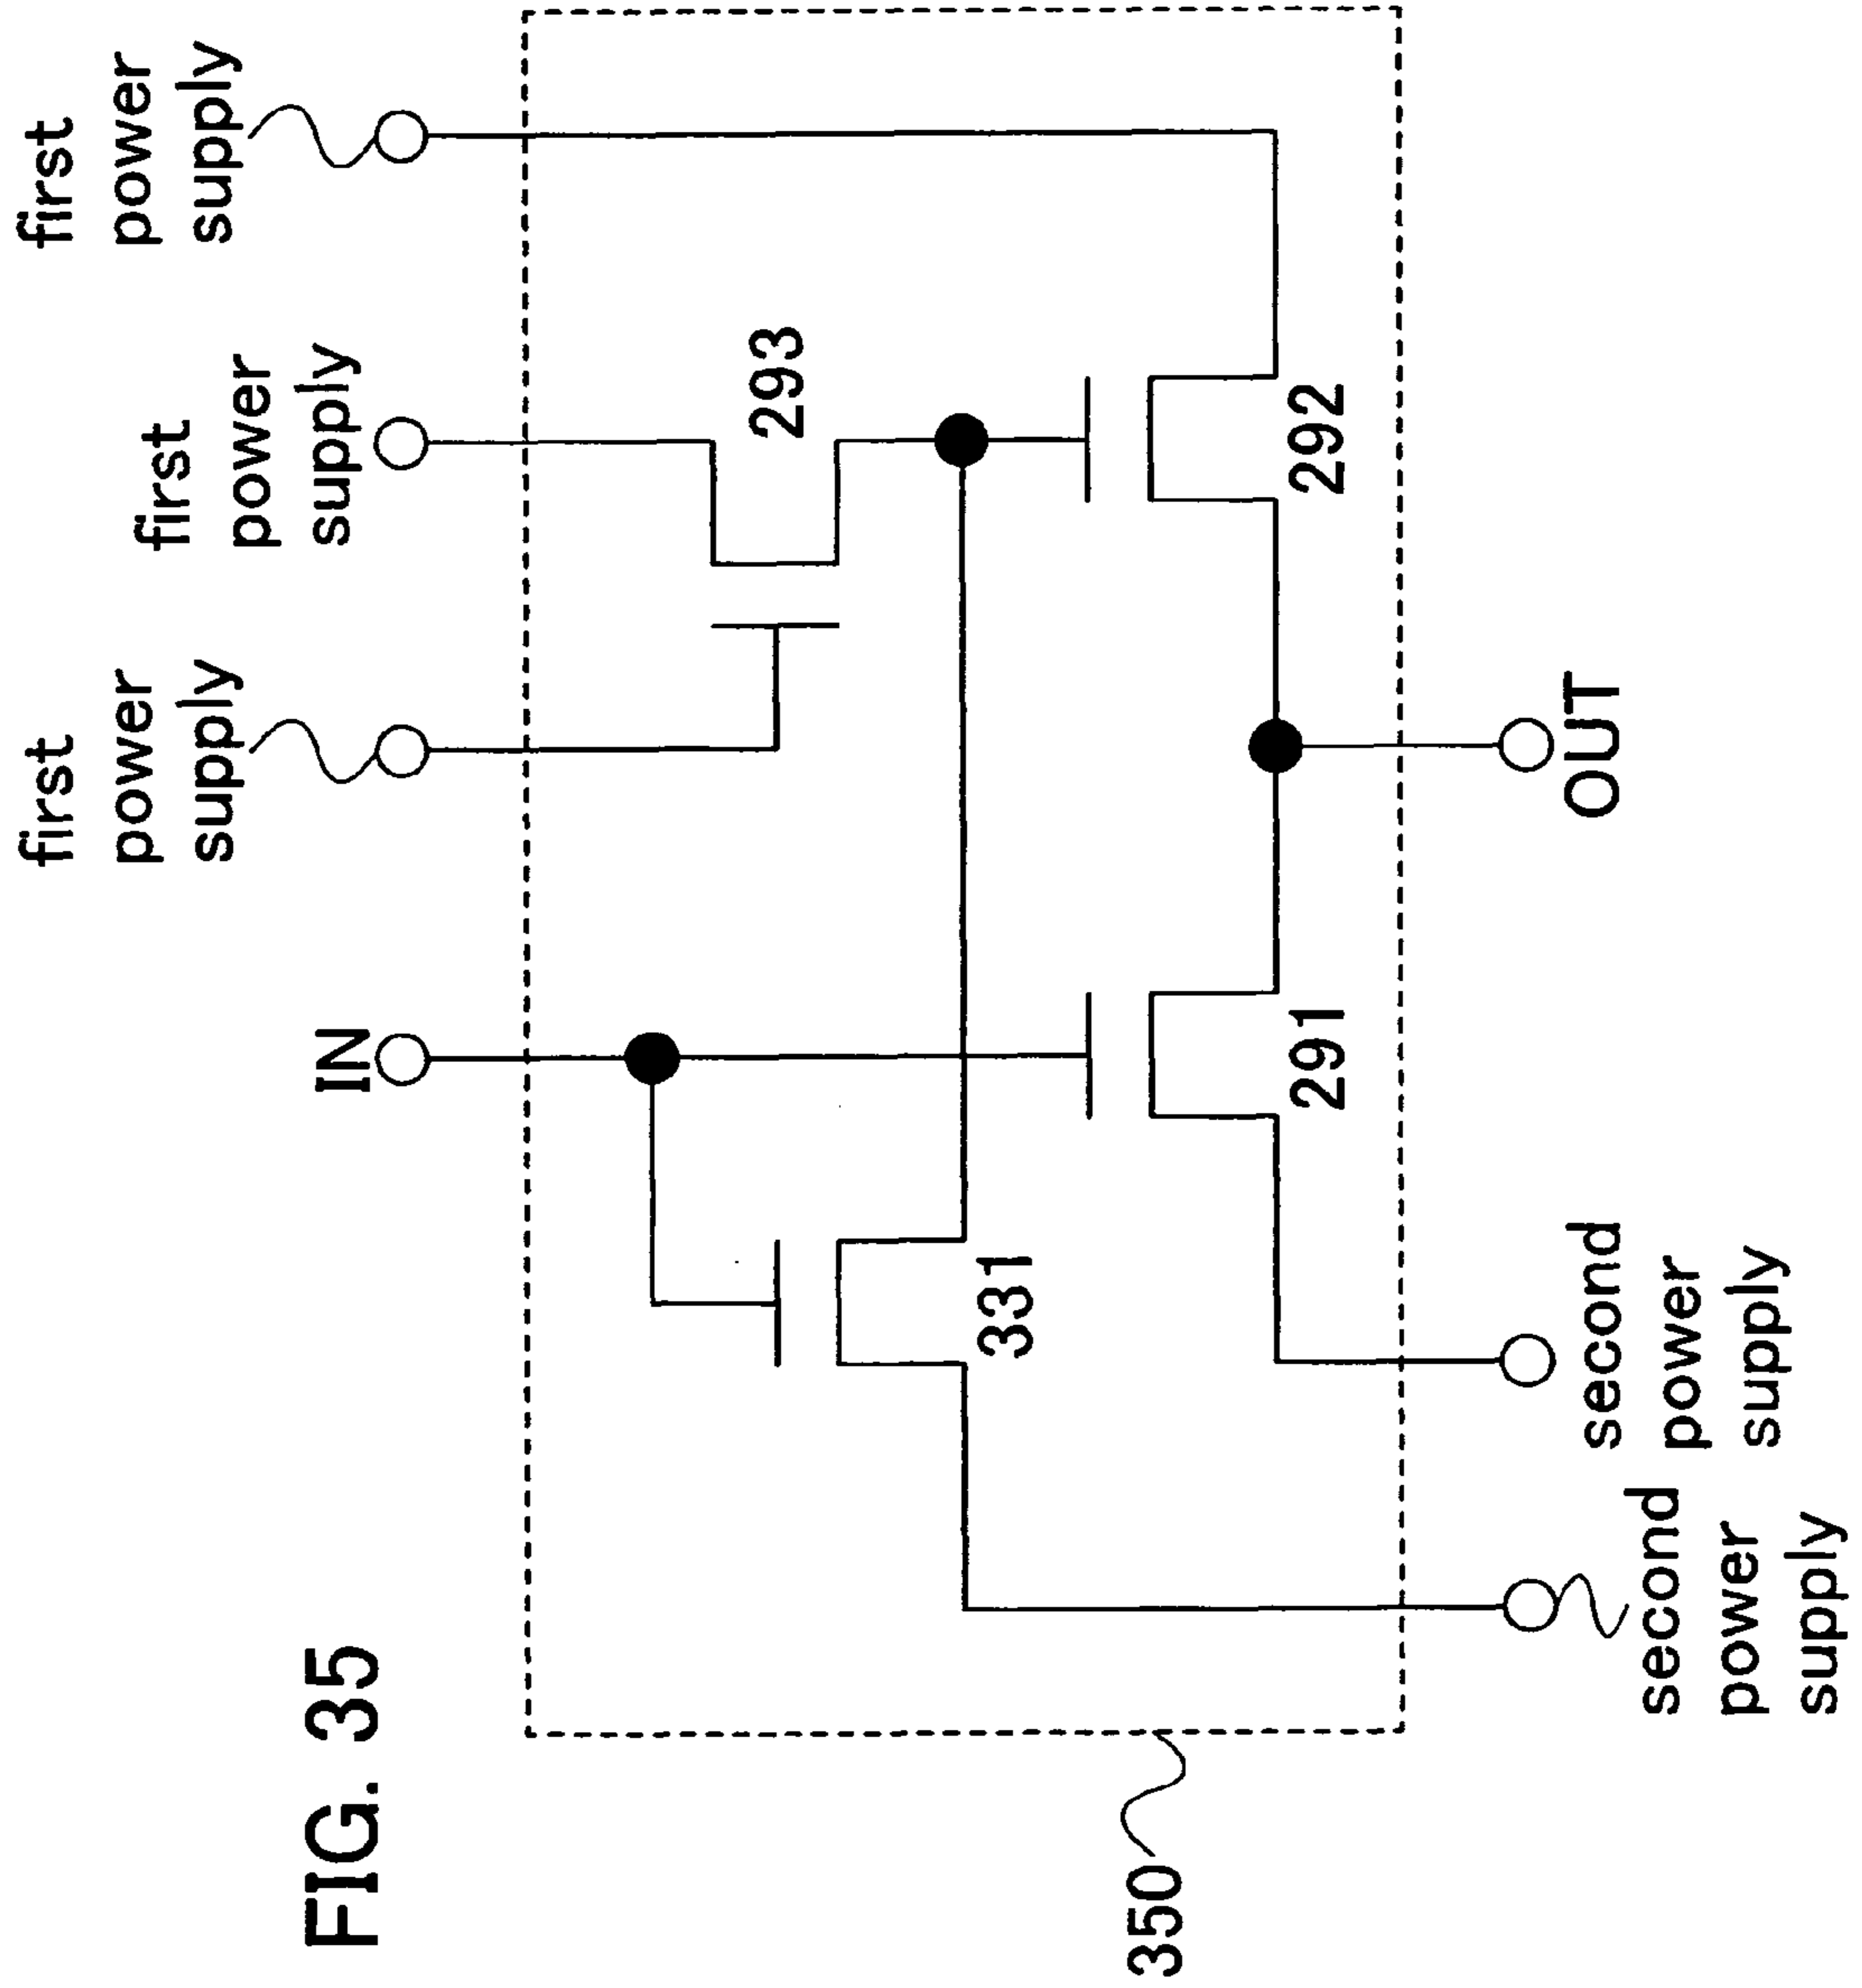 FIG. 35
IN
first
power
supply
first
power
supply
first
power
supply
293
331
291
292
350
second
power
supply
second
power
supply
OUT